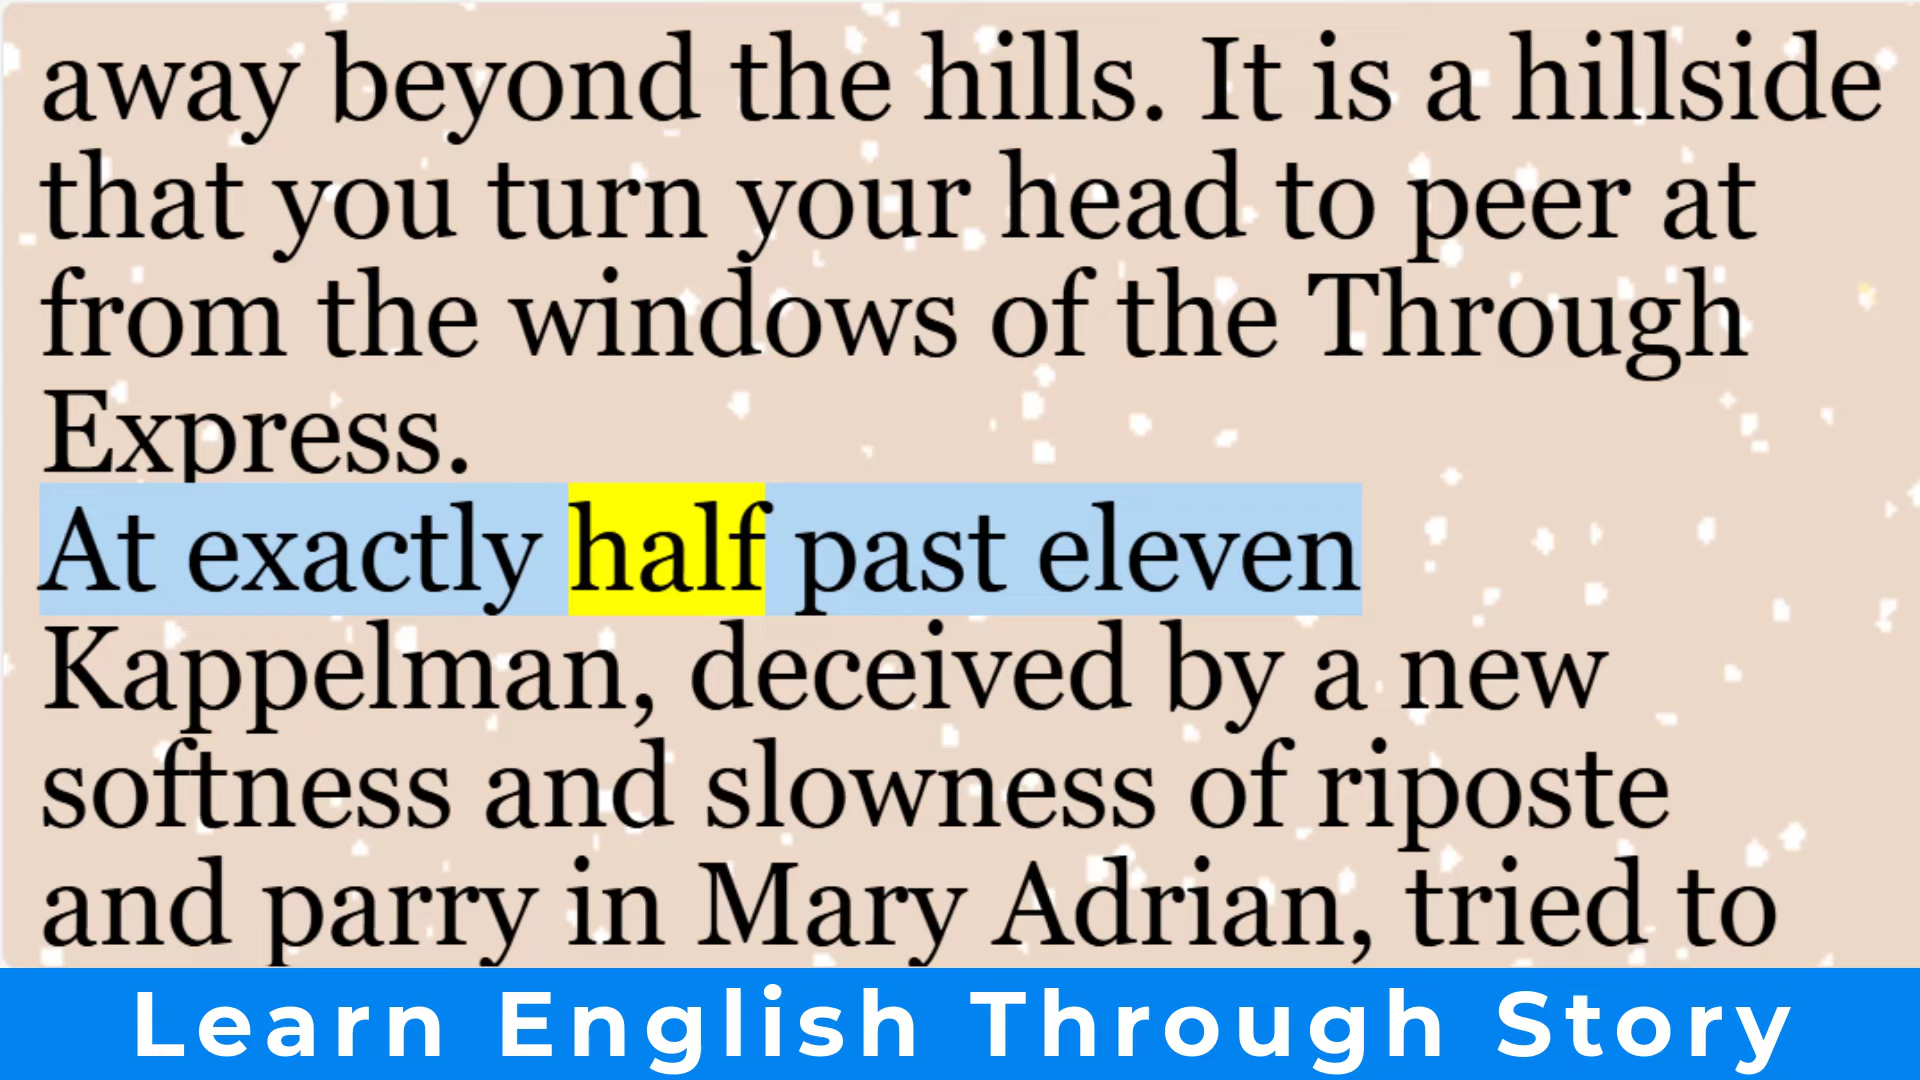 away beyond the hills. It is a hillside
that you turn your head to peer at
from the windows of the Through
Express.
At exactly half past eleven
Kappelman, deceived by a new
softness and slowness of riposte
and parry in Mary Adrian, tried to
Learn English Through Story